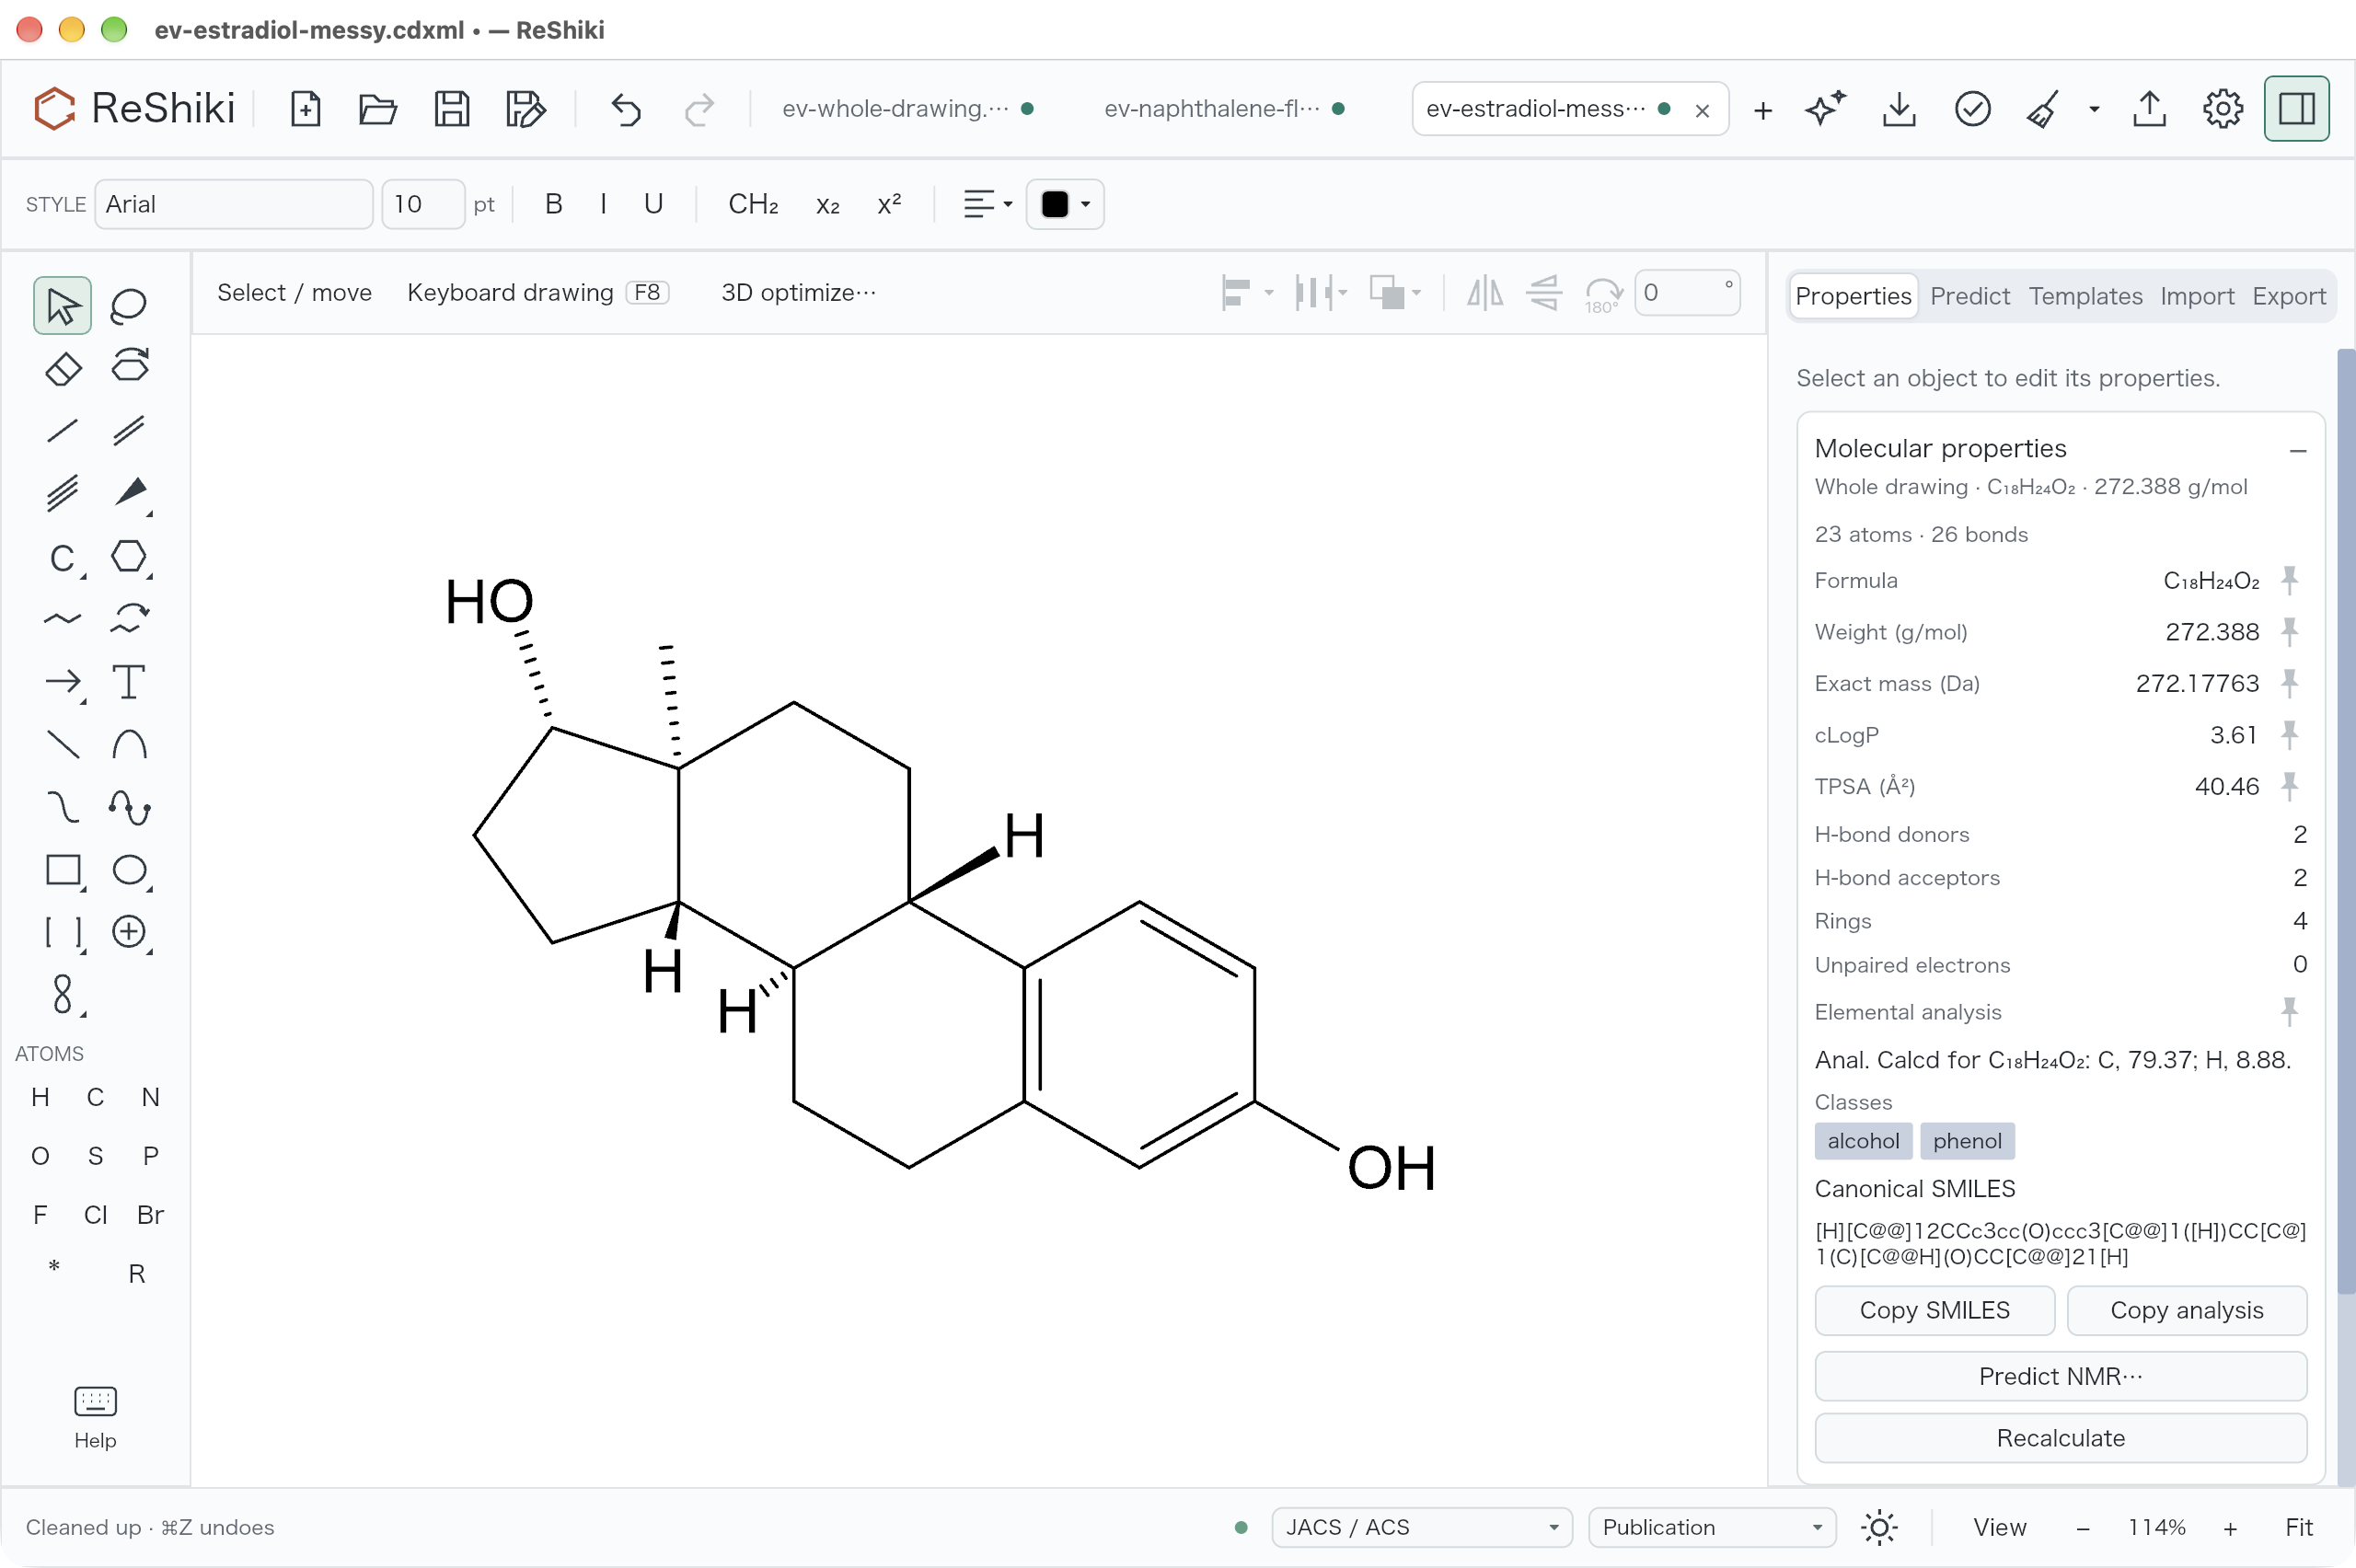 ev-estradiol-messy.cdxml • — ReShiki
ReShiki
ev-whole-drawing.··· ●
ev-naphthalene-fl··· ●
ev-estradiol-mess··· ● ×
+
STYLE Arial 10 pt B I U CH₂ x₂ x²
Select / move Keyboard drawing F8 3D optimize···
180° 0 °
Properties Predict Templates Import Export
C
T
ATOMS
H C N
O S P
F Cl Br
* R
Help
HO
H
H
H
OH
Select an object to edit its properties.
Molecular properties −
Whole drawing · C₁₈H₂₄O₂ · 272.388 g/mol
23 atoms · 26 bonds
Formula C₁₈H₂₄O₂
Weight (g/mol) 272.388
Exact mass (Da) 272.17763
cLogP 3.61
TPSA (Å²) 40.46
H-bond donors 2
H-bond acceptors 2
Rings 4
Unpaired electrons 0
Elemental analysis
Anal. Calcd for C₁₈H₂₄O₂: C, 79.37; H, 8.88.
Classes
alcohol phenol
Canonical SMILES
[H][C@@]12CCc3cc(O)ccc3[C@@]1([H])CC[C@]
1(C)[C@@H](O)CC[C@@]21[H]
Copy SMILES Copy analysis
Predict NMR···
Recalculate
Cleaned up · ⌘Z undoes
JACS / ACS Publication View − 114% + Fit